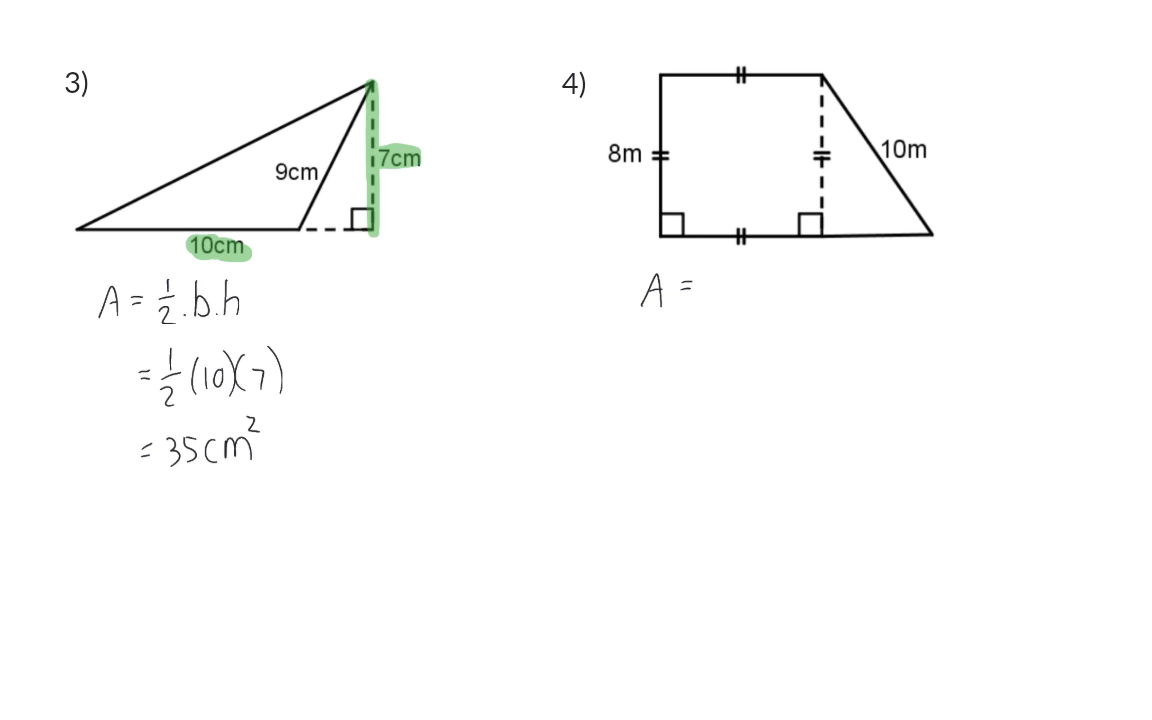 3)
9cm
7cm
10cm
A = 1/2 . b . h
= 1/2 (10)(7)
= 35cm²
4)
8m
10m
A =